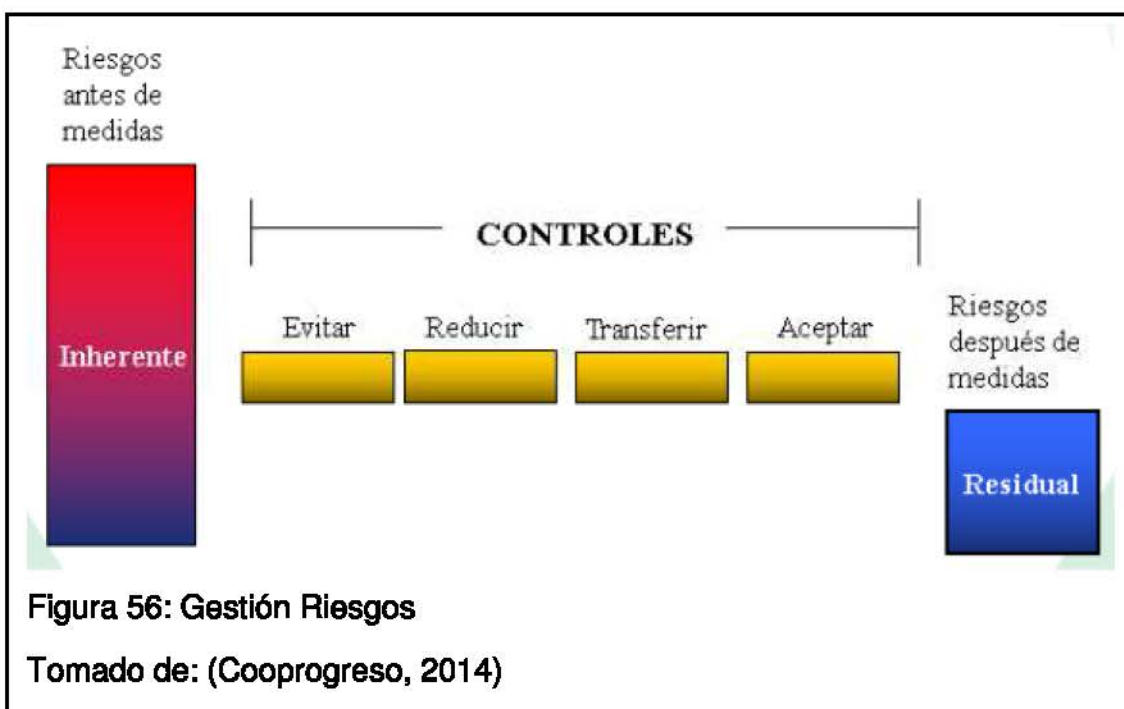 Riesgos
antes de
medidas
Inherente
CONTROLES
Evitar
Reducir
Transferir
Aceptar
Riesgos
después de
medidas
Residual
Figura 56: Gestión Riesgos
Tomado de: (Cooprogreso, 2014)